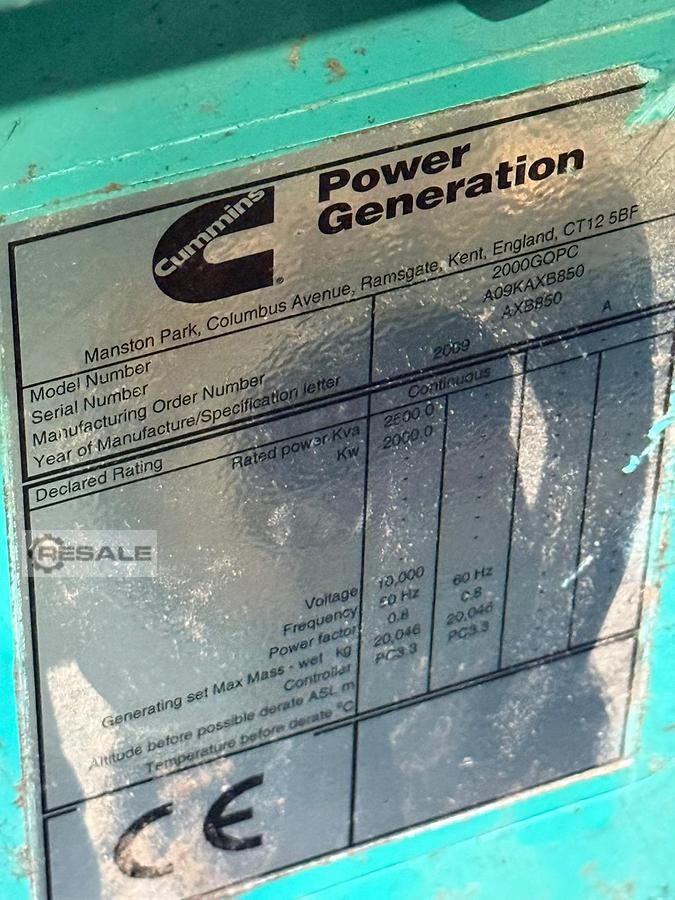 Cummins
Power
Generation
Manston Park, Columbus Avenue, Ramsgate, Kent, England, CT12 5BF
Model Number 2000GQPC
Serial Number A09KAXB850
Manufacturing Order Number AXB850
Year of Manufacture/Specification letter 2009 A
Continuous
Declared Rating Rated power Kva 2500.0
Kw 2000.0
Voltage 10,000
Frequency 50 Hz 60 Hz
Power factor 0.8 0.8
Generating set Max Mass - wet kg 20,046 20,046
Controller PC3.3 PC3.3
Altitude before possible derate ASL m
Temperature before derate °C
CE
RESALE